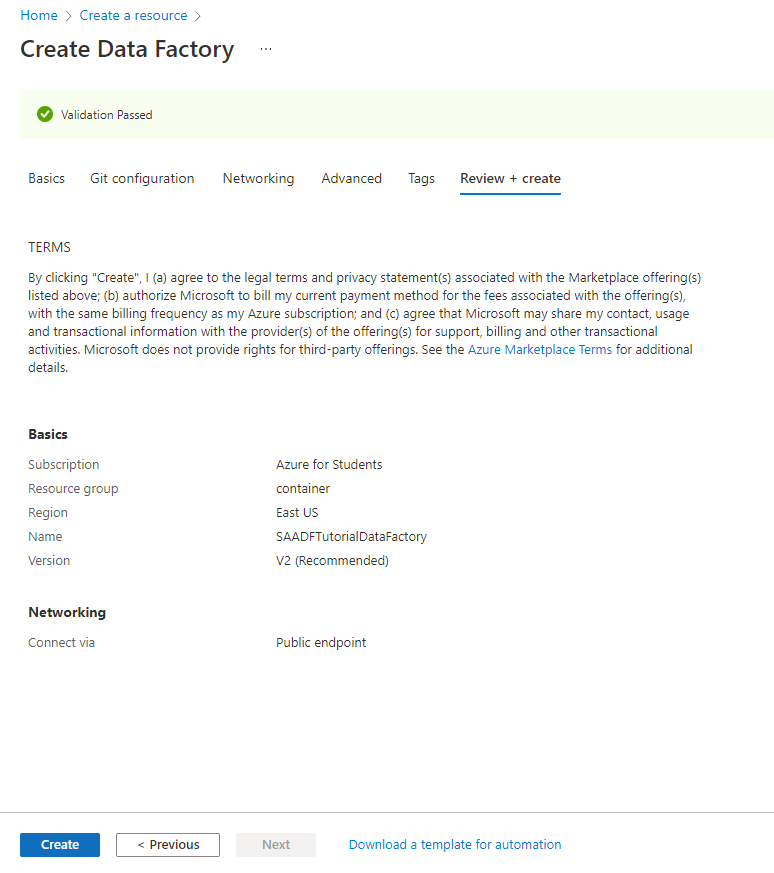 Home > Create a resource >
Create Data Factory ...
Validation Passed
Basics Git configuration Networking Advanced Tags Review + create
TERMS
By clicking "Create", I (a) agree to the legal terms and privacy statement(s) associated with the Marketplace offering(s)
listed above; (b) authorize Microsoft to bill my current payment method for the fees associated with the offering(s),
with the same billing frequency as my Azure subscription; and (c) agree that Microsoft may share my contact, usage
and transactional information with the provider(s) of the offering(s) for support, billing and other transactional
activities. Microsoft does not provide rights for third-party offerings. See the Azure Marketplace Terms for additional
details.
Basics
Subscription Azure for Students
Resource group container
Region East US
Name SAADFTutorialDataFactory
Version V2 (Recommended)
Networking
Connect via Public endpoint
Create < Previous Next Download a template for automation